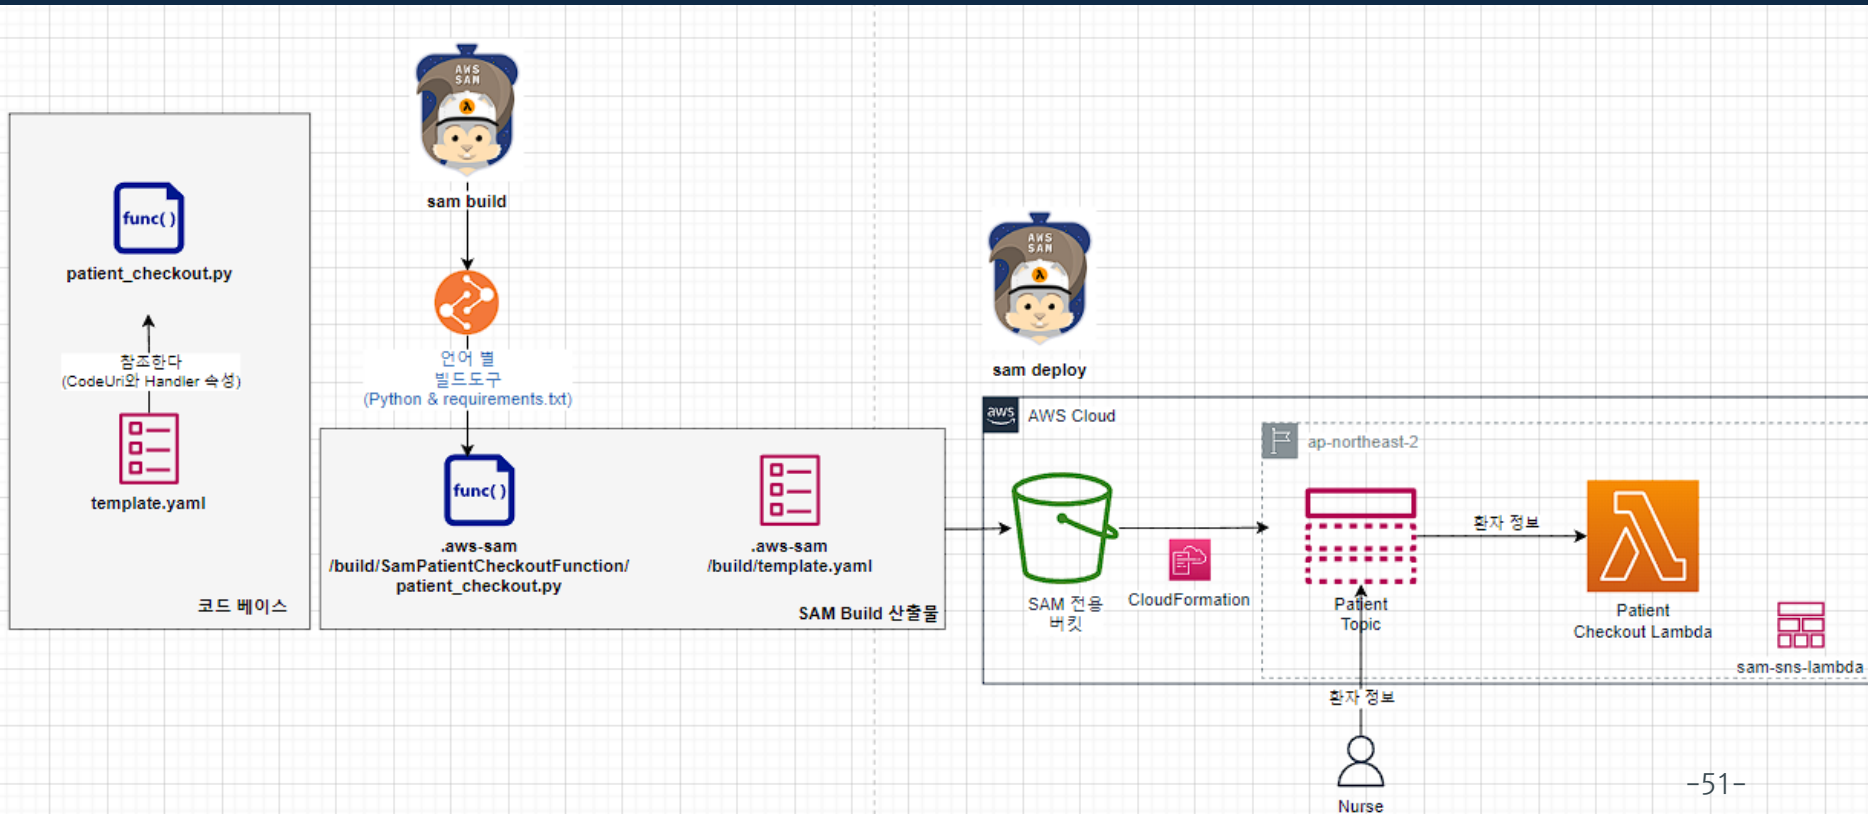 func( )
patient_checkout.py
참조한다
(CodeUri와 Handler 속성)
template.yaml
코드 베이스
AWS
SAM
sam build
언어 별
빌드도구
(Python & requirements.txt)
func( )
.aws-sam
/build/SamPatientCheckoutFunction/
patient_checkout.py
.aws-sam
/build/template.yaml
SAM Build 산출물
AWS
SAM
sam deploy
aws
AWS Cloud
ap-northeast-2
SAM 전용
버킷
CloudFormation
Patient
Topic
환자 정보
Patient
Checkout Lambda
sam-sns-lambda
환자 정보
Nurse
-51-